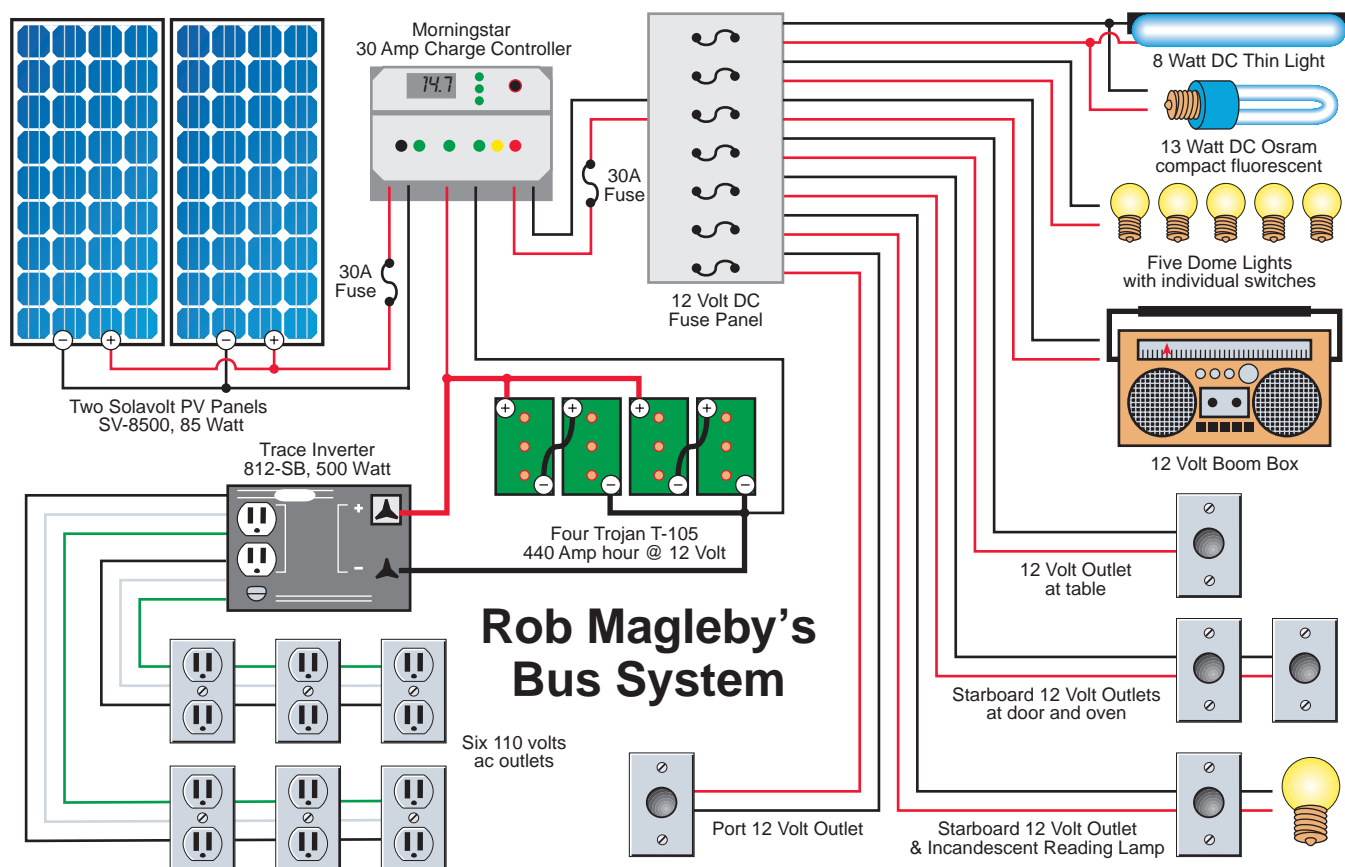 Morningstar
30 Amp Charge Controller
14.7
30A
Fuse
30A
Fuse
12 Volt DC
Fuse Panel
8 Watt DC Thin Light
13 Watt DC Osram
compact fluorescent
Five Dome Lights
with individual switches
12 Volt Boom Box
Two Solavolt PV Panels
SV-8500, 85 Watt
− + − +
Trace Inverter
812-SB, 500 Watt
+
−
+ − + −
− −
Four Trojan T-105
440 Amp hour @ 12 Volt
12 Volt Outlet
at table
Rob Magleby’s
Bus System
Starboard 12 Volt Outlets
at door and oven
Six 110 volts
ac outlets
Port 12 Volt Outlet
Starboard 12 Volt Outlet
& Incandescent Reading Lamp